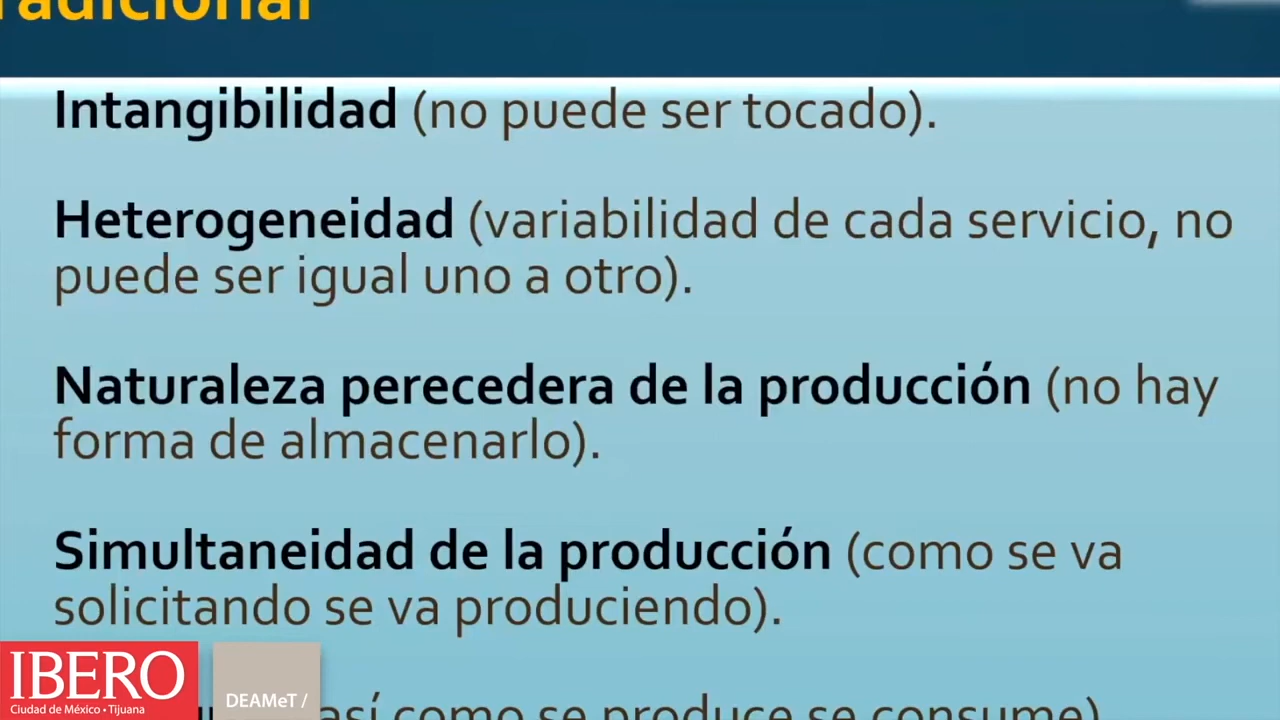 Tradicional
Intangibilidad (no puede ser tocado).
Heterogeneidad (variabilidad de cada servicio, no
puede ser igual uno a otro).
Naturaleza perecedera de la producción (no hay
forma de almacenarlo).
Simultaneidad de la producción (como se va
solicitando se va produciendo).
así como se produce se consume)
IBERO
Ciudad de México • Tijuana
DEAMeT /